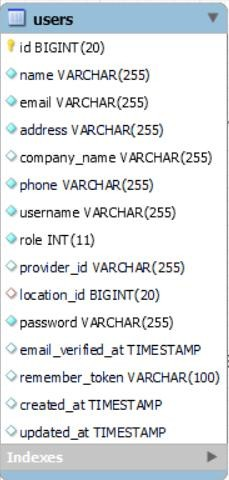 users
id BIGINT(20)
name VARCHAR(255)
email VARCHAR(255)
address VARCHAR(255)
company_name VARCHAR(255)
phone VARCHAR(255)
username VARCHAR(255)
role INT(11)
provider_id VARCHAR(255)
location_id BIGINT(20)
password VARCHAR(255)
email_verified_at TIMESTAMP
remember_token VARCHAR(100)
created_at TIMESTAMP
updated_at TIMESTAMP
Indexes